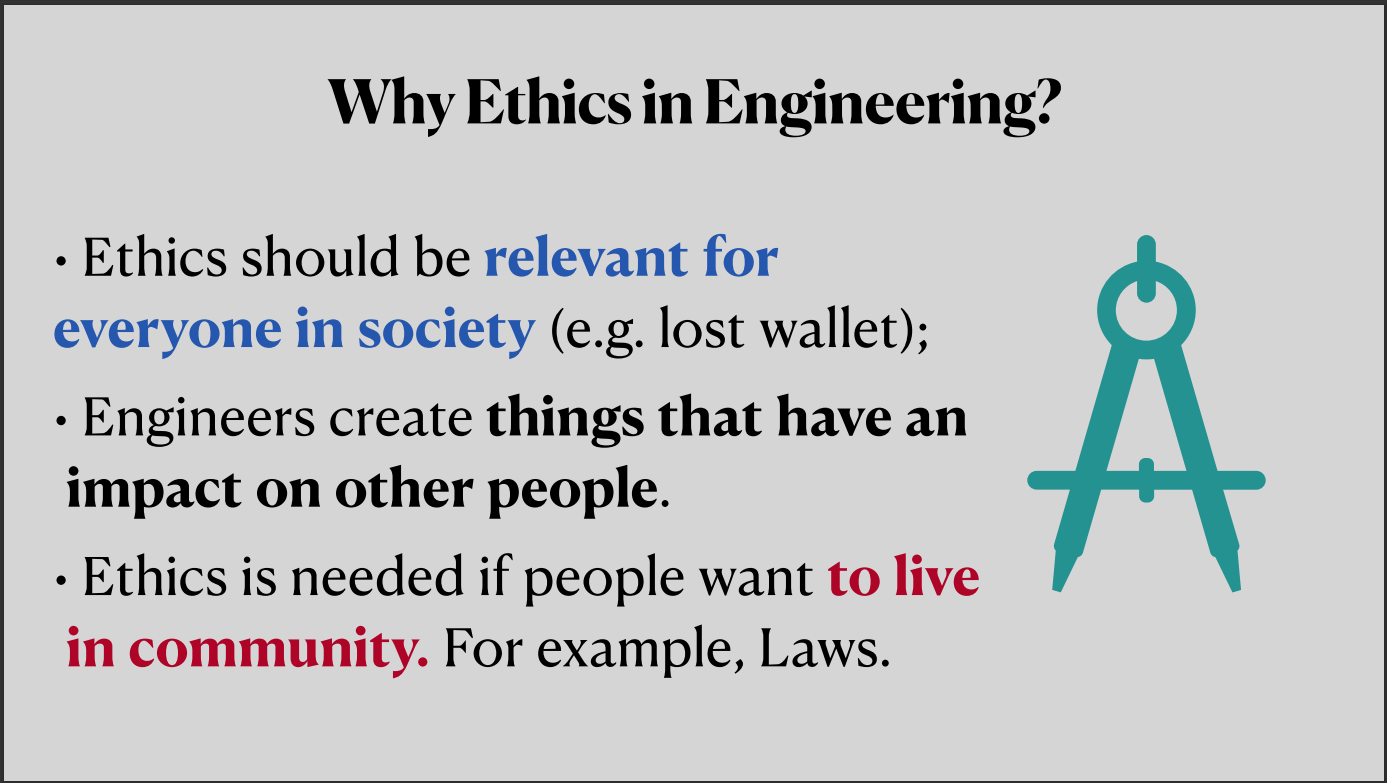 Why Ethics in Engineering?
• Ethics should be relevant for
everyone in society (e.g. lost wallet);
• Engineers create things that have an
impact on other people.
• Ethics is needed if people want to live
in community. For example, Laws.